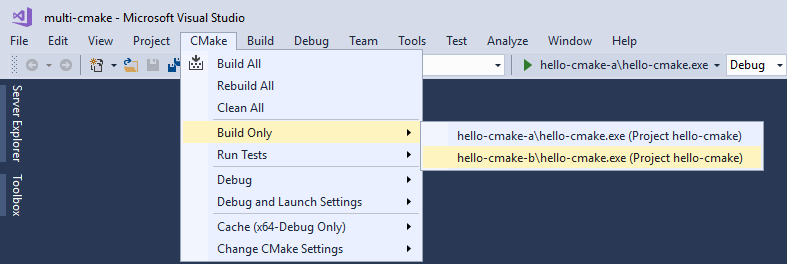 multi-cmake - Microsoft Visual Studio
File Edit View Project CMake Build Debug Team Tools Test Analyze Window Help
hello-cmake-a\hello-cmake.exe Debug
Server Explorer
Toolbox
Build All
Rebuild All
Clean All
Build Only
Run Tests
Debug
Debug and Launch Settings
Cache (x64-Debug Only)
Change CMake Settings
hello-cmake-a\hello-cmake.exe (Project hello-cmake)
hello-cmake-b\hello-cmake.exe (Project hello-cmake)